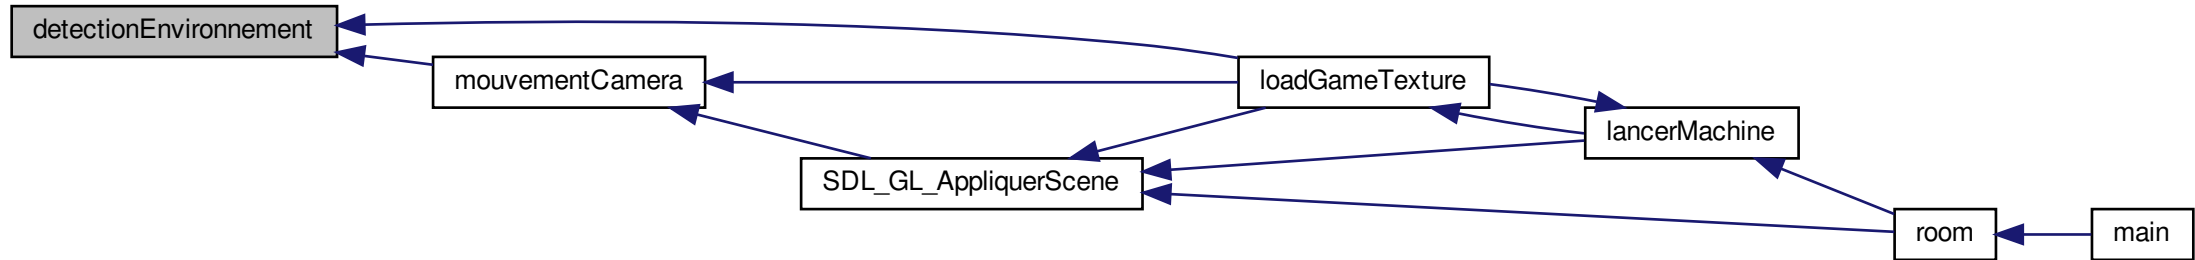 detectionEnvironnement
mouvementCamera
loadGameTexture
lancerMachine
SDL_GL_AppliquerScene
room
main